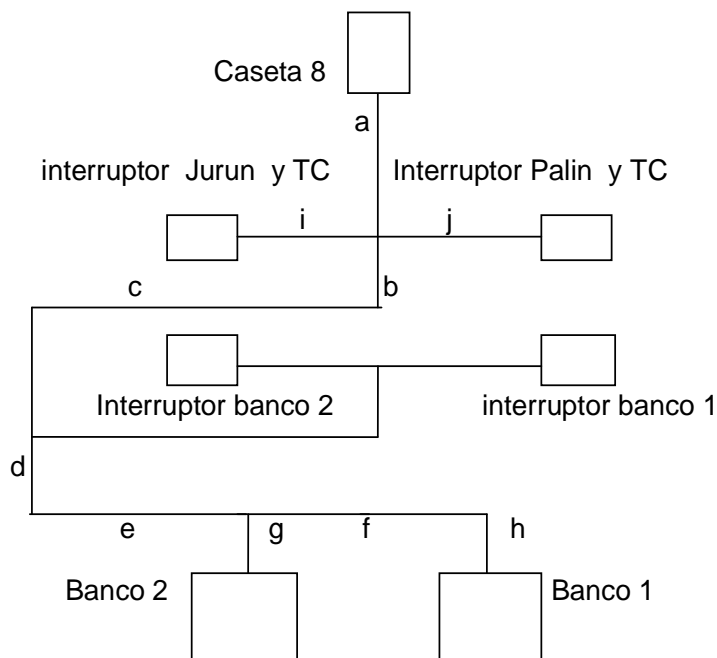 Caseta 8
a
interruptor Jurun y TC
Interruptor Palin y TC
i
j
c
b
Interruptor banco 2
interruptor banco 1
d
e
g
f
h
Banco 2
Banco 1